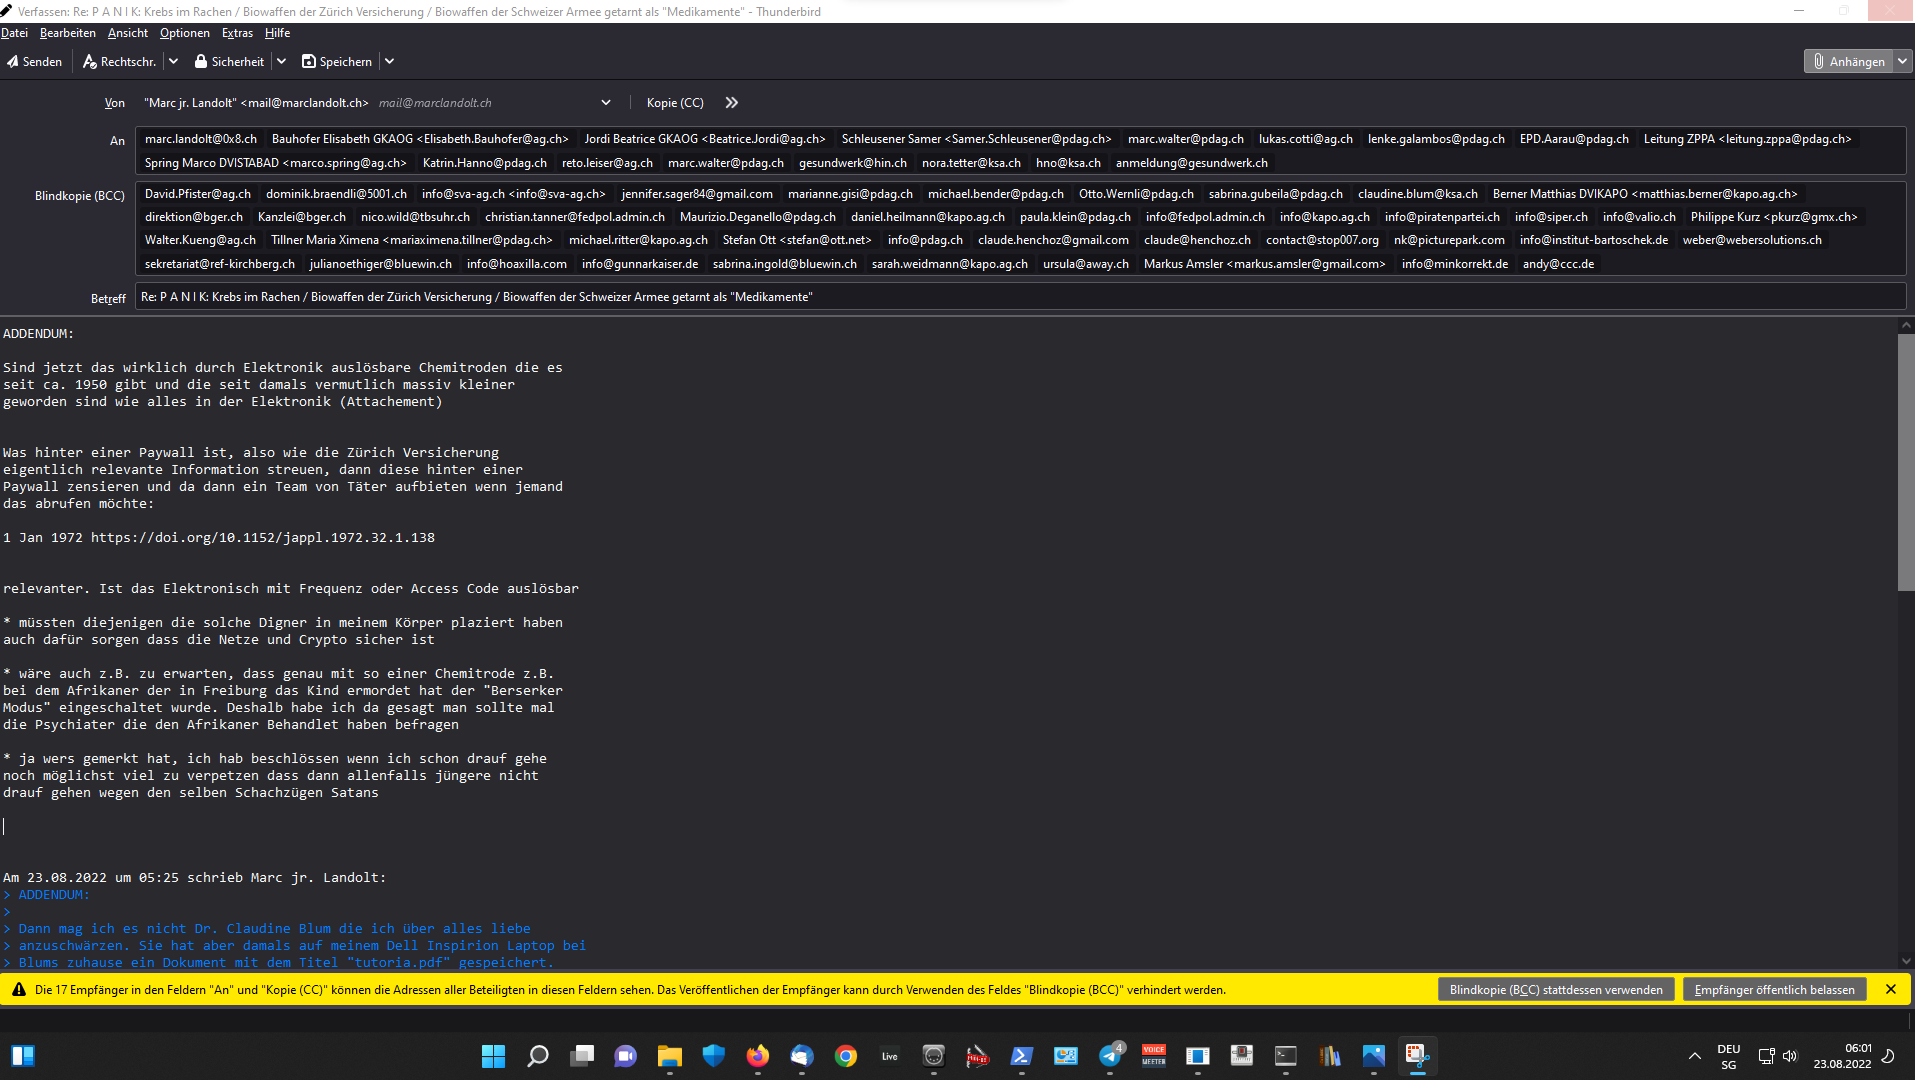 Verfassen: Re: P A N I K: Krebs im Rachen / Biowaffen der Zürich Versicherung / Biowaffen der Schweizer Armee getarnt als "Medikamente" - Thunderbird
Datei Bearbeiten Ansicht Optionen Extras Hilfe
Senden Rechtschr. Sicherheit Speichern Anhängen
Von "Marc jr. Landolt" <mail@marclandolt.ch> mail@marclandolt.ch Kopie (CC)
An marc.landolt@0x8.ch Bauhofer Elisabeth GKAOG <Elisabeth.Bauhofer@ag.ch> Jordi Beatrice GKAOG <Beatrice.Jordi@ag.ch> Schleusener Samer <Samer.Schleusener@pdag.ch> marc.walter@pdag.ch lukas.cotti@ag.ch lenke.galambos@pdag.ch EPD.Aarau@pdag.ch Leitung ZPPA <leitung.zppa@pdag.ch>
Spring Marco DVISTABAD <marco.spring@ag.ch> Katrin.Hanno@pdag.ch reto.leiser@ag.ch marc.walter@pdag.ch gesundwerk@hin.ch nora.tetter@ksa.ch hno@ksa.ch anmeldung@gesundwerk.ch
Blindkopie (BCC) David.Pfister@ag.ch dominik.braendli@5001.ch info@sva-ag.ch <info@sva-ag.ch> jennifer.sager84@gmail.com marianne.gisi@pdag.ch michael.bender@pdag.ch Otto.Wernli@pdag.ch sabrina.gubeila@pdag.ch claudine.blum@ksa.ch Berner Matthias DVIKAPO <matthias.berner@kapo.ag.ch>
direktion@bger.ch Kanzlei@bger.ch nico.wild@tbsuhr.ch christian.tanner@fedpol.admin.ch Maurizio.Deganello@pdag.ch daniel.heilmann@kapo.ag.ch paula.klein@pdag.ch info@fedpol.admin.ch info@kapo.ag.ch info@piratenpartei.ch info@siper.ch info@valio.ch Philippe Kurz <pkurz@gmx.ch>
Walter.Kueng@ag.ch Tillner Maria Ximena <mariaximena.tillner@pdag.ch> michael.ritter@kapo.ag.ch Stefan Ott <stefan@ott.net> info@pdag.ch claude.henchoz@gmail.com claude@henchoz.ch contact@stop007.org nk@picturepark.com info@institut-bartoschek.de weber@webersolutions.ch
sekretariat@ref-kirchberg.ch julianoethiger@bluewin.ch info@hoaxilla.com info@gunnarkaiser.de sabrina.ingold@bluewin.ch sarah.weidmann@kapo.ag.ch ursula@away.ch Markus Amsler <markus.amsler@gmail.com> info@minkorrekt.de andy@ccc.de
Betreff Re: P A N I K: Krebs im Rachen / Biowaffen der Zürich Versicherung / Biowaffen der Schweizer Armee getarnt als "Medikamente"
ADDENDUM:
Sind jetzt das wirklich durch Elektronik auslösbare Chemitroden die es
seit ca. 1950 gibt und die seit damals vermutlich massiv kleiner
geworden sind wie alles in der Elektronik (Attachement)
Was hinter einer Paywall ist, also wie die Zürich Versicherung
eigentlich relevante Information streuen, dann diese hinter einer
Paywall zensieren und da dann ein Team von Täter aufbieten wenn jemand
das abrufen möchte:
1 Jan 1972 https://doi.org/10.1152/jappl.1972.32.1.138
relevanter. Ist das Elektronisch mit Frequenz oder Access Code auslösbar
* müssten diejenigen die solche Digner in meinem Körper plaziert haben
auch dafür sorgen dass die Netze und Crypto sicher ist
* wäre auch z.B. zu erwarten, dass genau mit so einer Chemitrode z.B.
bei dem Afrikaner der in Freiburg das Kind ermordet hat der "Berserker
Modus" eingeschaltet wurde. Deshalb habe ich da gesagt man sollte mal
die Psychiater die den Afrikaner Behandlet haben befragen
* ja wers gemerkt hat, ich hab beschlössen wenn ich schon drauf gehe
noch möglichst viel zu verpetzen dass dann allenfalls jüngere nicht
drauf gehen wegen den selben Schachzügen Satans
Am 23.08.2022 um 05:25 schrieb Marc jr. Landolt:
> ADDENDUM:
>
> Dann mag ich es nicht Dr. Claudine Blum die ich über alles liebe
> anzuschwärzen. Sie hat aber damals auf meinem Dell Inspirion Laptop bei
> Blums zuhause ein Dokument mit dem Titel "tutoria.pdf" gespeichert.
Die 17 Empfänger in den Feldern "An" und "Kopie (CC)" können die Adressen aller Beteiligten in diesen Feldern sehen. Das Veröffentlichen der Empfänger kann durch Verwenden des Feldes "Blindkopie (BCC)" verhindert werden. Blindkopie (BCC) stattdessen verwenden Empfänger öffentlich belassen
Live 4 VOICE MEETER DEU 06:01
SG 23.08.2022